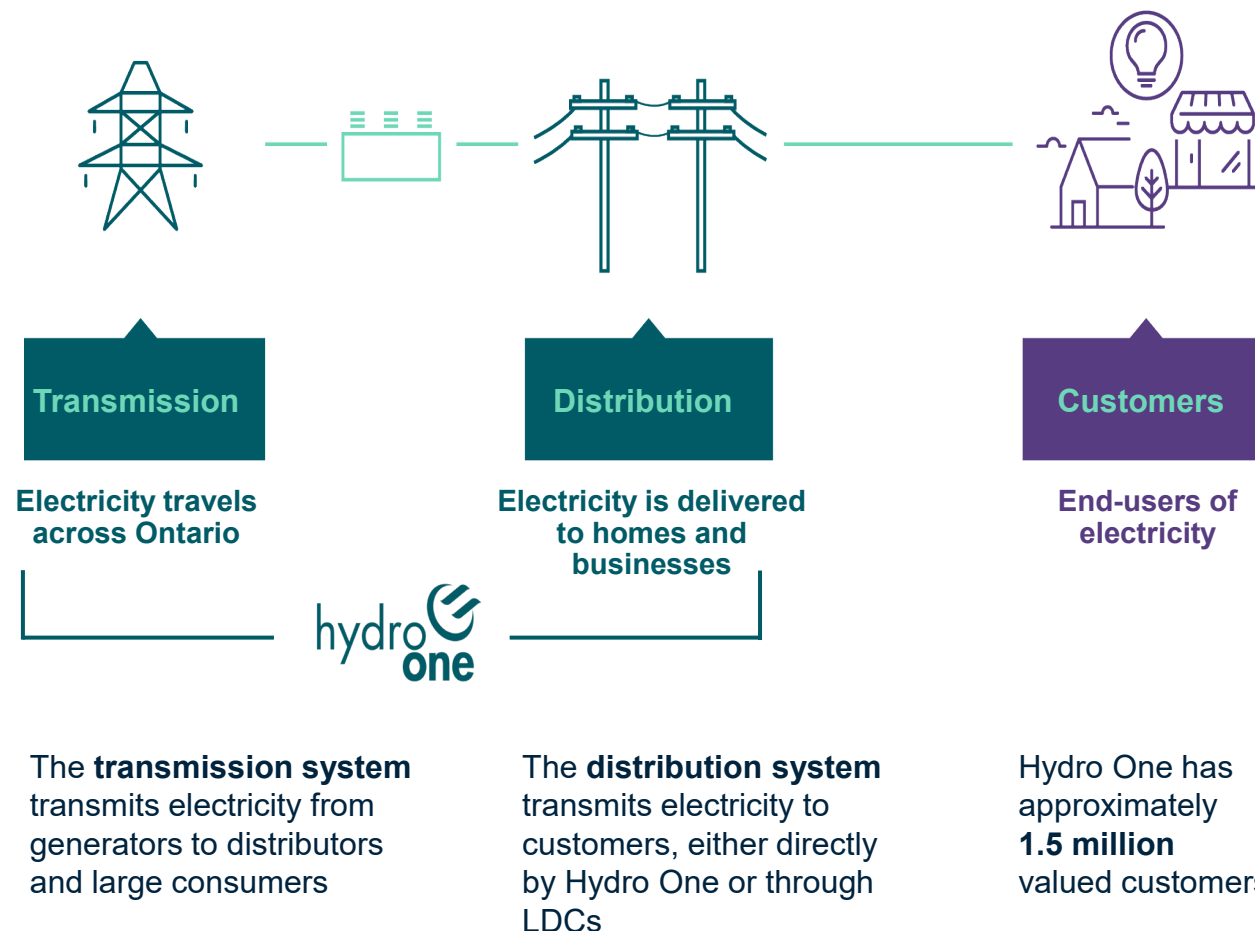 Transmission
Distribution
Customers
Electricity travels
across Ontario
Electricity is delivered
to homes and
businesses
End-users of
electricity
hydro
one
The transmission system
transmits electricity from
generators to distributors
and large consumers
The distribution system
transmits electricity to
customers, either directly
by Hydro One or through
LDCs
Hydro One has
approximately
1.5 million
valued customers